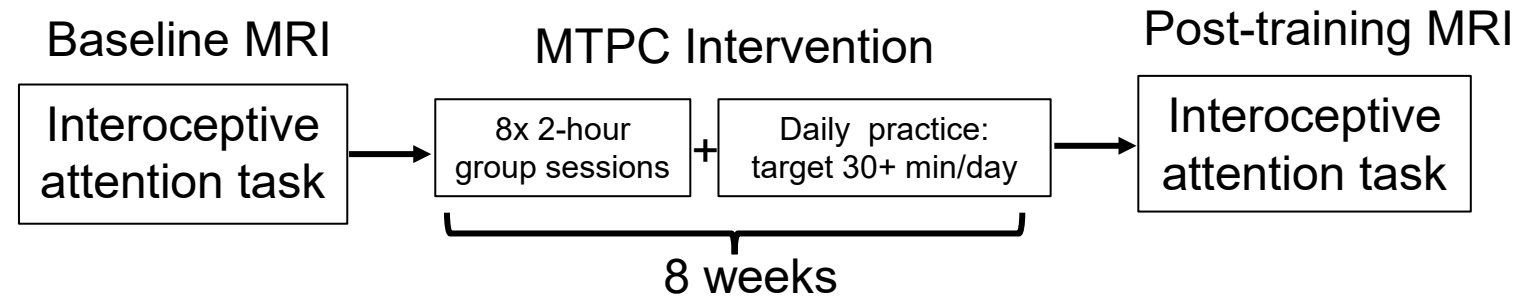 Baseline MRI
Interoceptive
attention task
MTPC Intervention
8x 2-hour
group sessions
+
Daily practice:
target 30+ min/day
8 weeks
Post-training MRI
Interoceptive
attention task